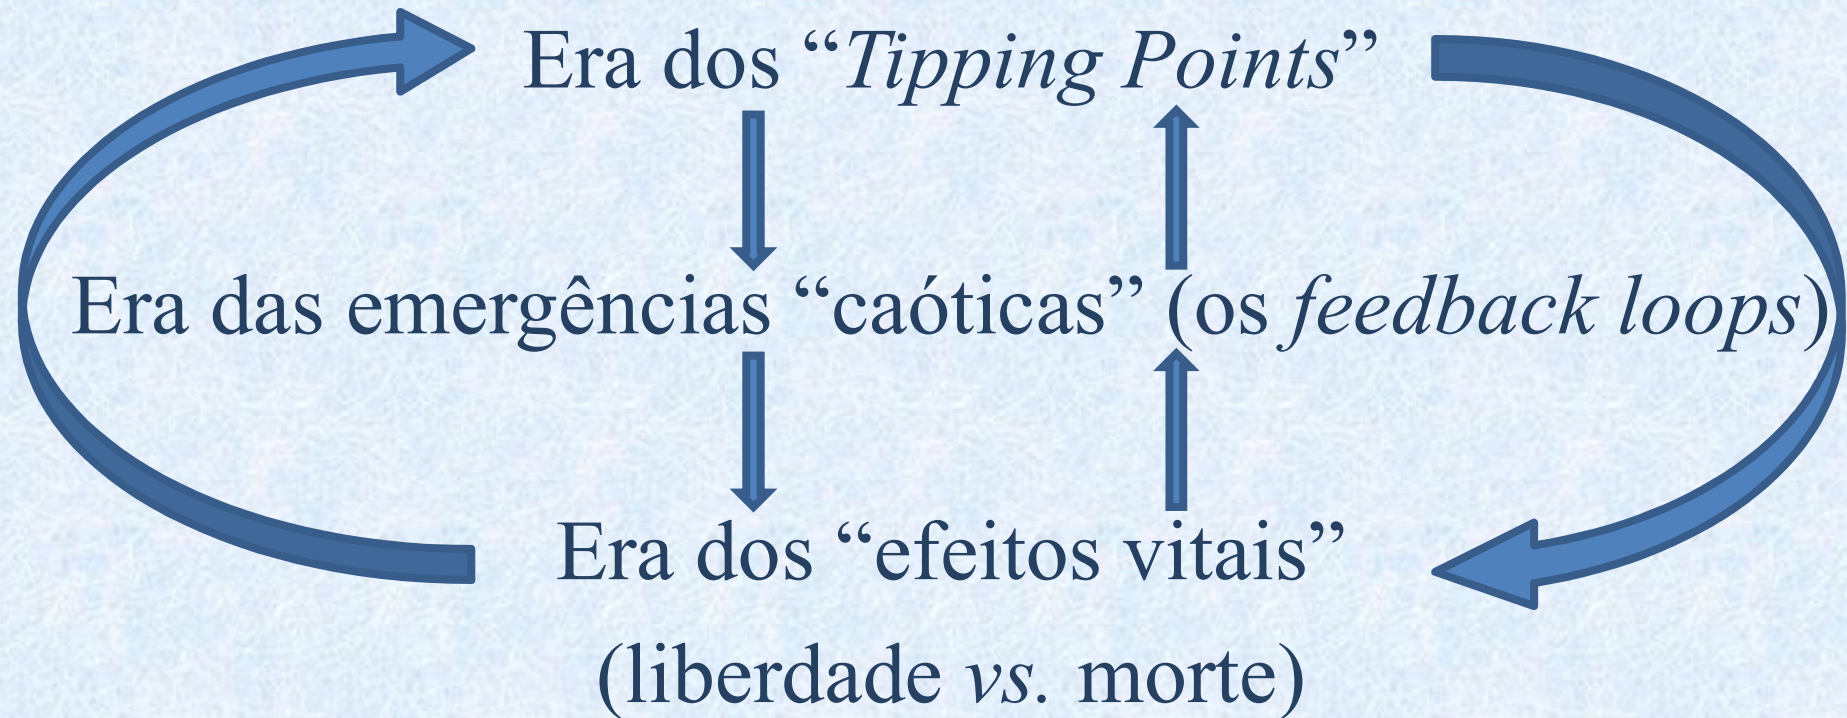 Era dos “Tipping Points”
Era das emergências “caóticas” (os feedback loops)
Era dos “efeitos vitais”
(liberdade vs. morte)